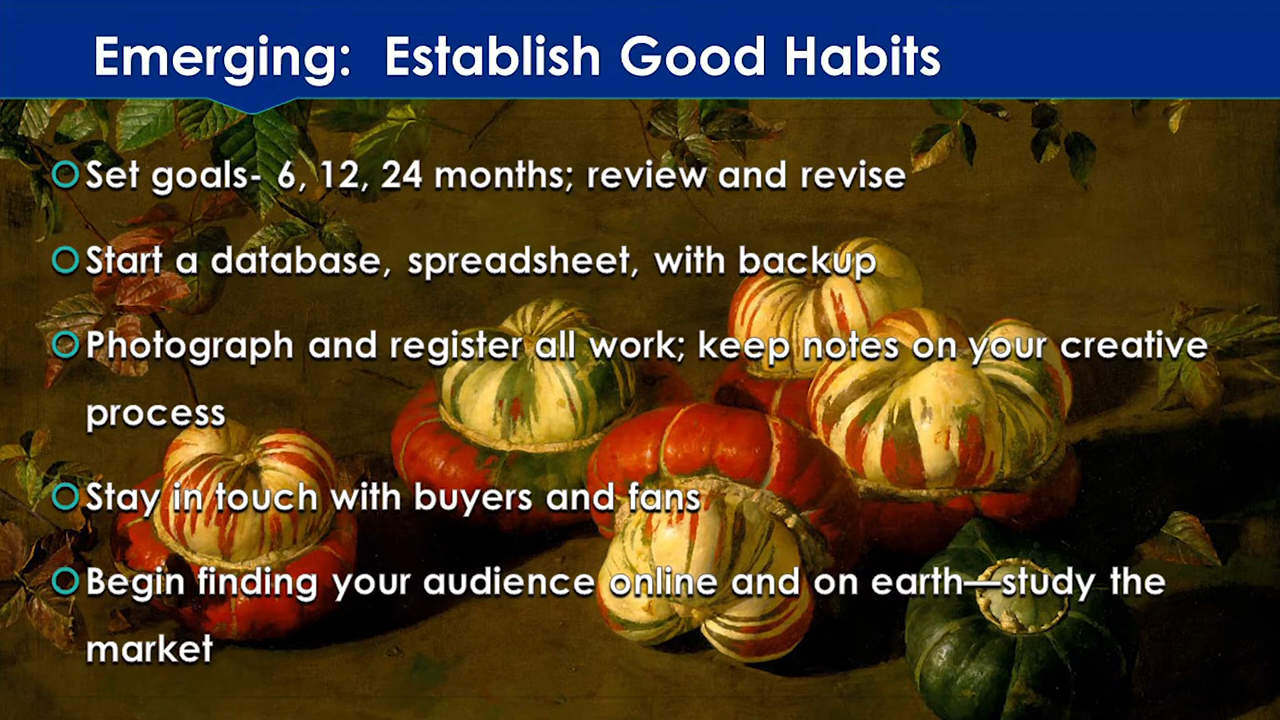 Emerging:  Establish Good Habits
Set goals- 6, 12, 24 months; review and revise
Start a database, spreadsheet, with backup
Photograph and register all work; keep notes on your creative
process
Stay in touch with buyers and fans
Begin finding your audience online and on earth—study the
market